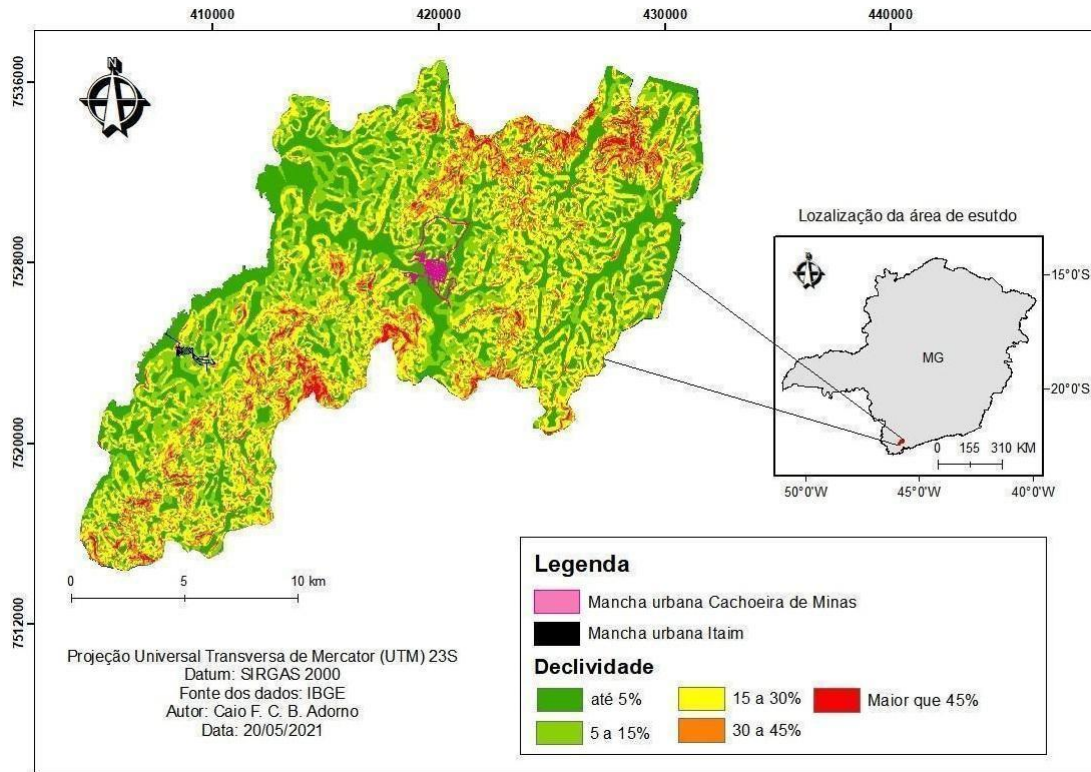 410000 420000 430000 440000
7536000
7528000
7520000
7512000
N
Lozalização da área de esutdo
N
MG
15°0'S
20°0'S
0 155 310 KM
50°0'W 45°0'W 40°0'W
0 5 10 km
Projeção Universal Transversa de Mercator (UTM) 23S
Datum: SIRGAS 2000
Fonte dos dados: IBGE
Autor: Caio F. C. B. Adorno
Data: 20/05/2021
Legenda
Mancha urbana Cachoeira de Minas
Mancha urbana Itaim
Declividade
até 5% 15 a 30% Maior que 45%
5 a 15% 30 a 45%